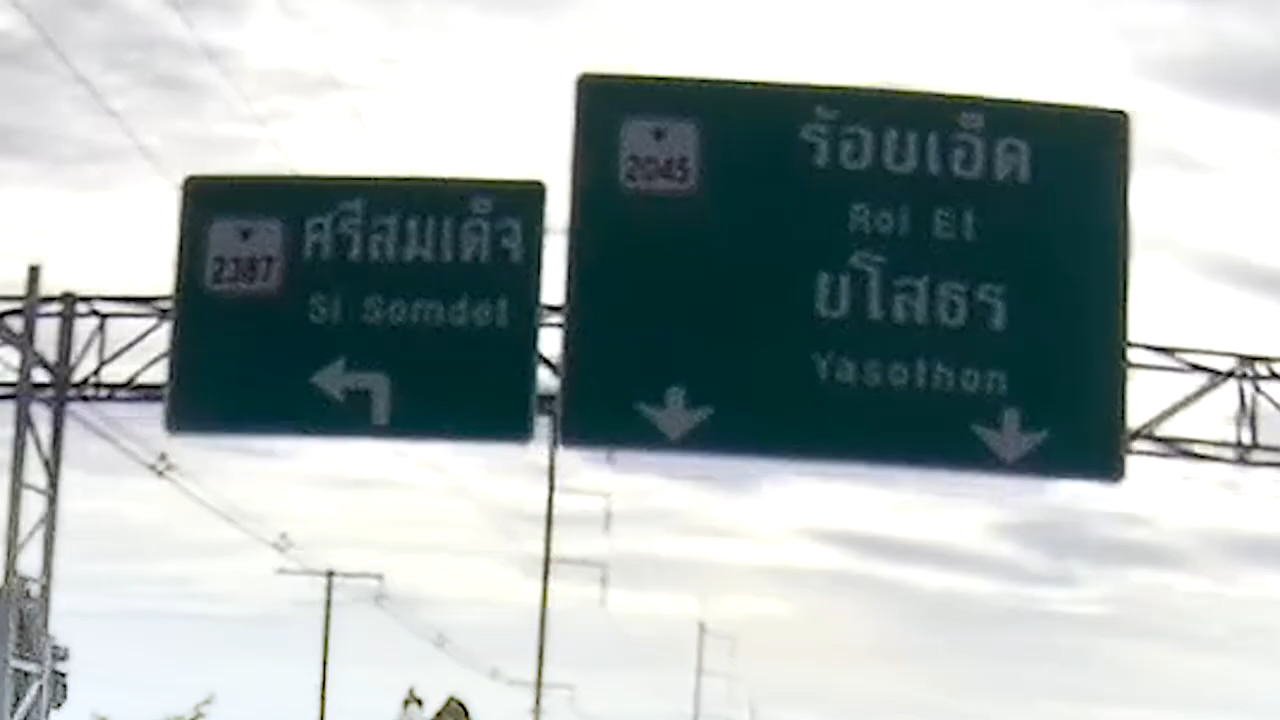 2387
ศรีสมเด็จ
Si Somdet
2045
ร้อยเอ็ด
Roi Et
ยโสธร
Yasothon